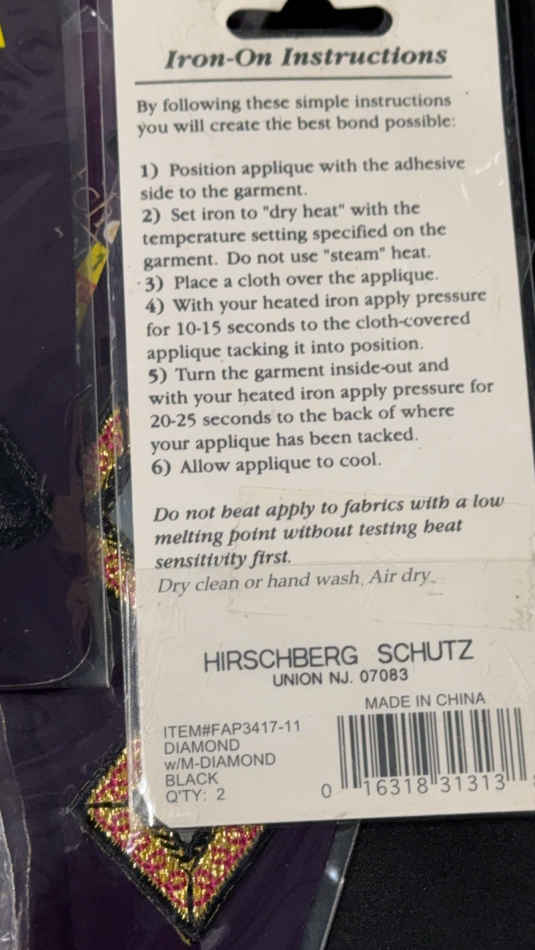 Iron-On Instructions
By following these simple instructions
you will create the best bond possible:
1) Position applique with the adhesive
side to the garment.
2) Set iron to "dry heat" with the
temperature setting specified on the
garment. Do not use "steam" heat.
3) Place a cloth over the applique.
4) With your heated iron apply pressure
for 10-15 seconds to the cloth-covered
applique tacking it into position.
5) Turn the garment inside-out and
with your heated iron apply pressure for
20-25 seconds to the back of where
your applique has been tacked.
6) Allow applique to cool.
Do not heat apply to fabrics with a low
melting point without testing heat
sensitivity first.
Dry clean or hand wash. Air dry.
HIRSCHBERG SCHUTZ
UNION NJ. 07083
MADE IN CHINA
ITEM#FAP3417-11
DIAMOND
w/M-DIAMOND
BLACK
Q'TY: 2
0 16318 31313